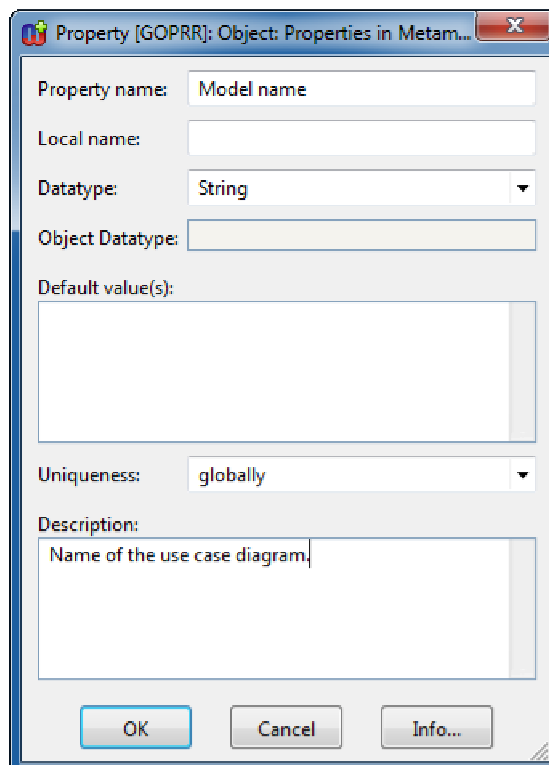 Property [GOPRR]: Object: Properties in Metam...
Property name: Model name
Local name:
Datatype: String
Object Datatype:
Default value(s):
Uniqueness: globally
Description:
Name of the use case diagram.
OK Cancel Info...